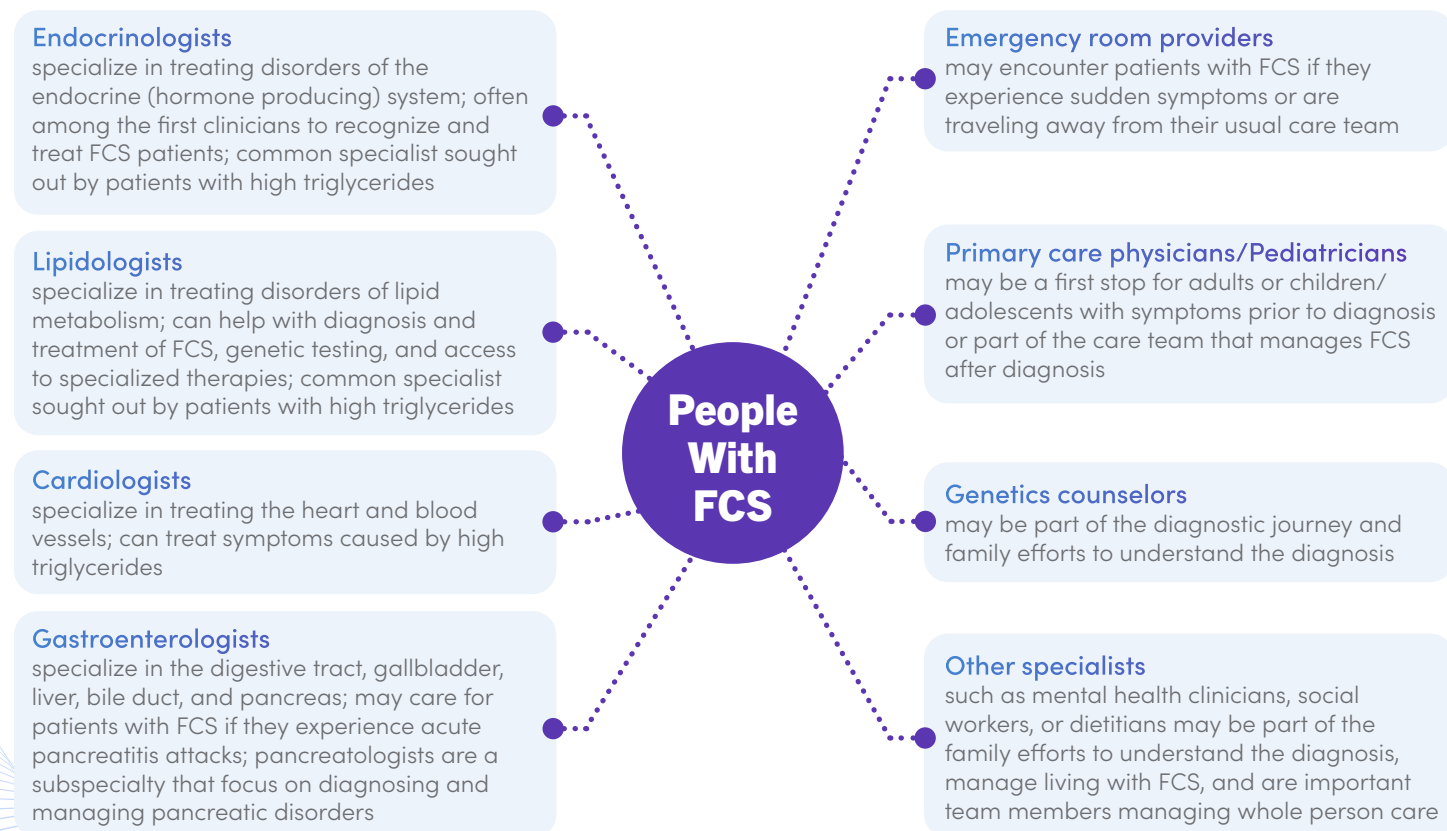 Endocrinologists
specialize in treating disorders of the
endocrine (hormone producing) system; often
among the first clinicians to recognize and
treat FCS patients; common specialist sought
out by patients with high triglycerides
Lipidologists
specialize in treating disorders of lipid
metabolism; can help with diagnosis and
treatment of FCS, genetic testing, and access
to specialized therapies; common specialist
sought out by patients with high triglycerides
Cardiologists
specialize in treating the heart and blood
vessels; can treat symptoms caused by high
triglycerides
Gastroenterologists
specialize in the digestive tract, gallbladder,
liver, bile duct, and pancreas; may care for
patients with FCS if they experience acute
pancreatitis attacks; pancreatologists are a
subspecialty that focus on diagnosing and
managing pancreatic disorders
People
With
FCS
Emergency room providers
may encounter patients with FCS if they
experience sudden symptoms or are
traveling away from their usual care team
Primary care physicians/Pediatricians
may be a first stop for adults or children/
adolescents with symptoms prior to diagnosis
or part of the care team that manages FCS
after diagnosis
Genetics counselors
may be part of the diagnostic journey and
family efforts to understand the diagnosis
Other specialists
such as mental health clinicians, social
workers, or dietitians may be part of the
family efforts to understand the diagnosis,
manage living with FCS, and are important
team members managing whole person care